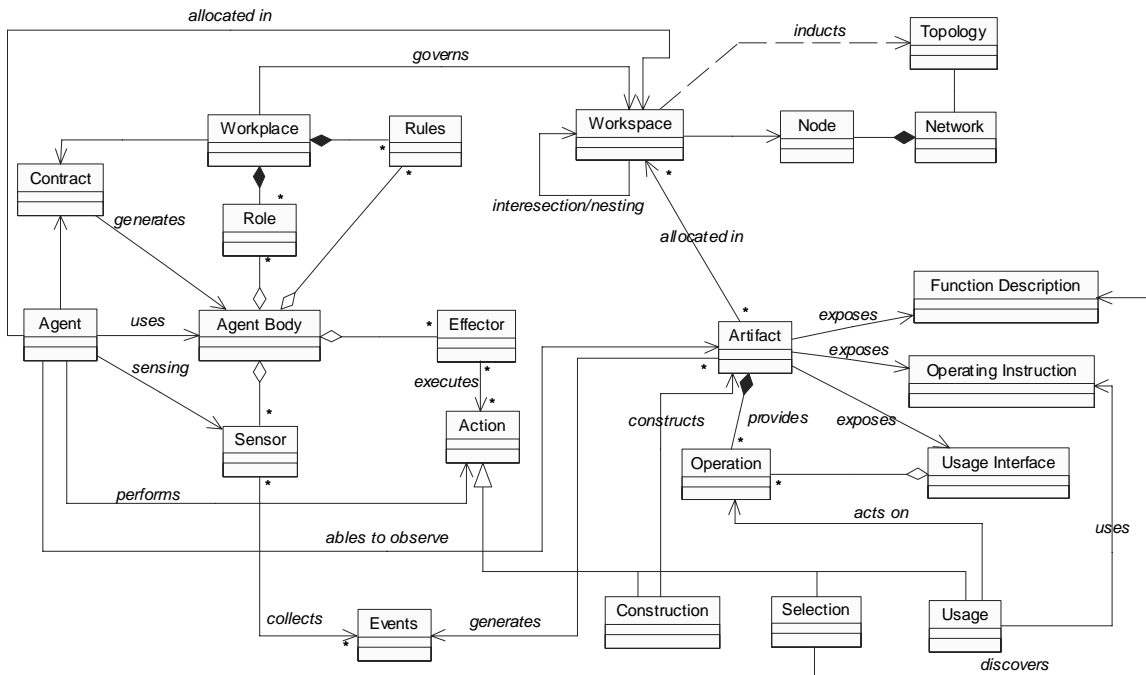 allocated in
inducts
Topology
governs
Workplace
Rules
Workspace
Node
Network
*
*
*
Contract
*
interesection/nesting
generates
Role
allocated in
*
Function Description
*
Agent
uses
Agent Body
*
Effector
Artifact
exposes
exposes
sensing
*
*
Operating Instruction
executes
*
constructs
provides
exposes
*
Sensor
Action
*
Operation
Usage Interface
*
*
performs
acts on
uses
ables to observe
Construction
Selection
Usage
collects
Events
generates
*
discovers